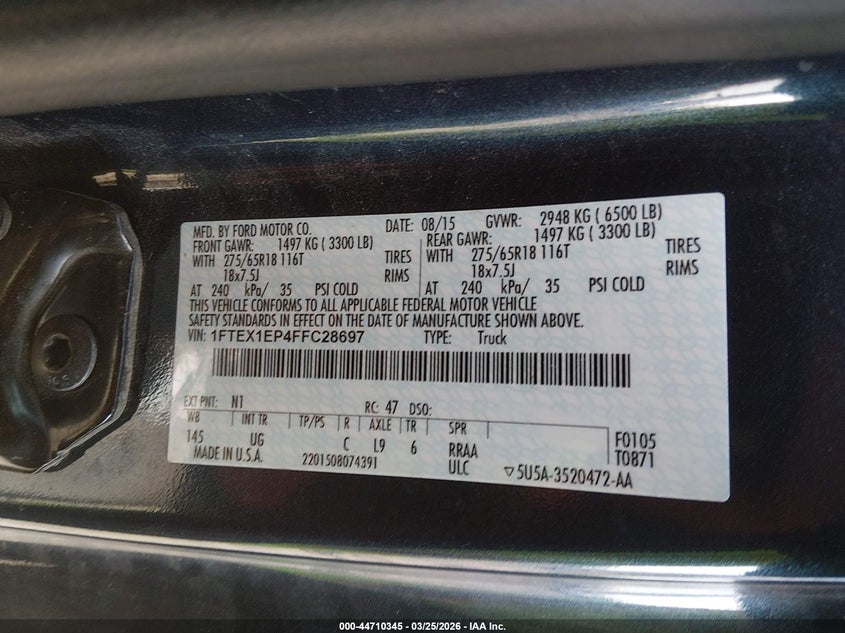 MFD. BY FORD MOTOR CO. DATE: 08/15 GVWR: 2948 KG ( 6500 LB)
FRONT GAWR: 1497 KG ( 3300 LB) REAR GAWR: 1497 KG ( 3300 LB)
WITH 275/65R18 116T TIRES WITH 275/65R18 116T TIRES
18x7.5J RIMS 18x7.5J RIMS
AT 240 kPa/ 35 PSI COLD AT 240 kPa/ 35 PSI COLD
THIS VEHICLE CONFORMS TO ALL APPLICABLE FEDERAL MOTOR VEHICLE
SAFETY STANDARDS IN EFFECT ON THE DATE OF MANUFACTURE SHOWN ABOVE.
VIN: 1FTEX1EP4FFC28697 TYPE: Truck
EXT PNT: N1 RC: 47 DSO:
WB INT TR TP/PS R AXLE TR SPR
145 UG C L9 6 RRAA F0105
MADE IN U.S.A. 2201508074391 ULC T0871
▽5U5A-3520472-AA
000-44710345 - 03/25/2026 - IAA Inc.